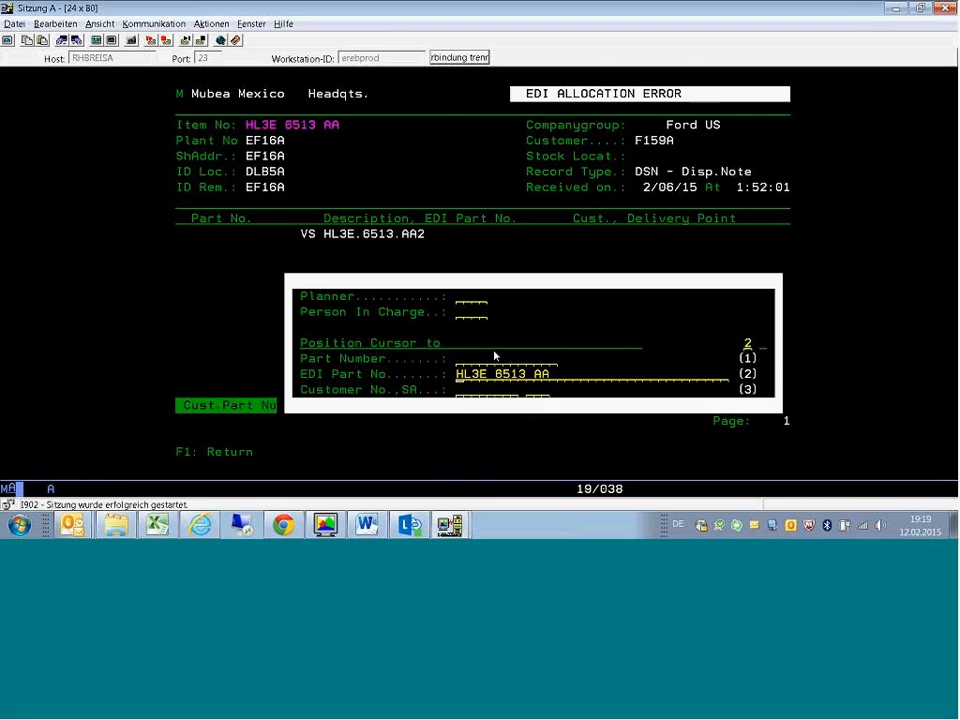 Sitzung A - [24 x 80]
Datei Bearbeiten Ansicht Kommunikation Aktionen Fenster Hilfe
Host: RHBREISA Port: 23 Workstation-ID: erebprod rbindung trenr
M Mubea Mexico Headqts. EDI ALLOCATION ERROR
Item No: HL3E 6513 AA Companygroup: Ford US
Plant No EF16A Customer....: F159A
ShAddr.: EF16A Stock Locat.:
ID Loc.: DLB5A Record Type.: DSN - Disp.Note
ID Rem.: EF16A Received on.: 2/06/15 At 1:52:01
Part No. Description, EDI Part No. Cust., Delivery Point
VS HL3E.6513.AA2
Planner...........:
Person In Charge..:
Position Cursor to 2
Part Number.......: (1)
EDI Part No.......: HL3E 6513 AA (2)
Customer No.,SA...: (3)
Cust.Part Nu
Page: 1
F1: Return
MA A 19/038
I902 - Sitzung wurde erfolgreich gestartet.
DE 19:19
12.02.2015